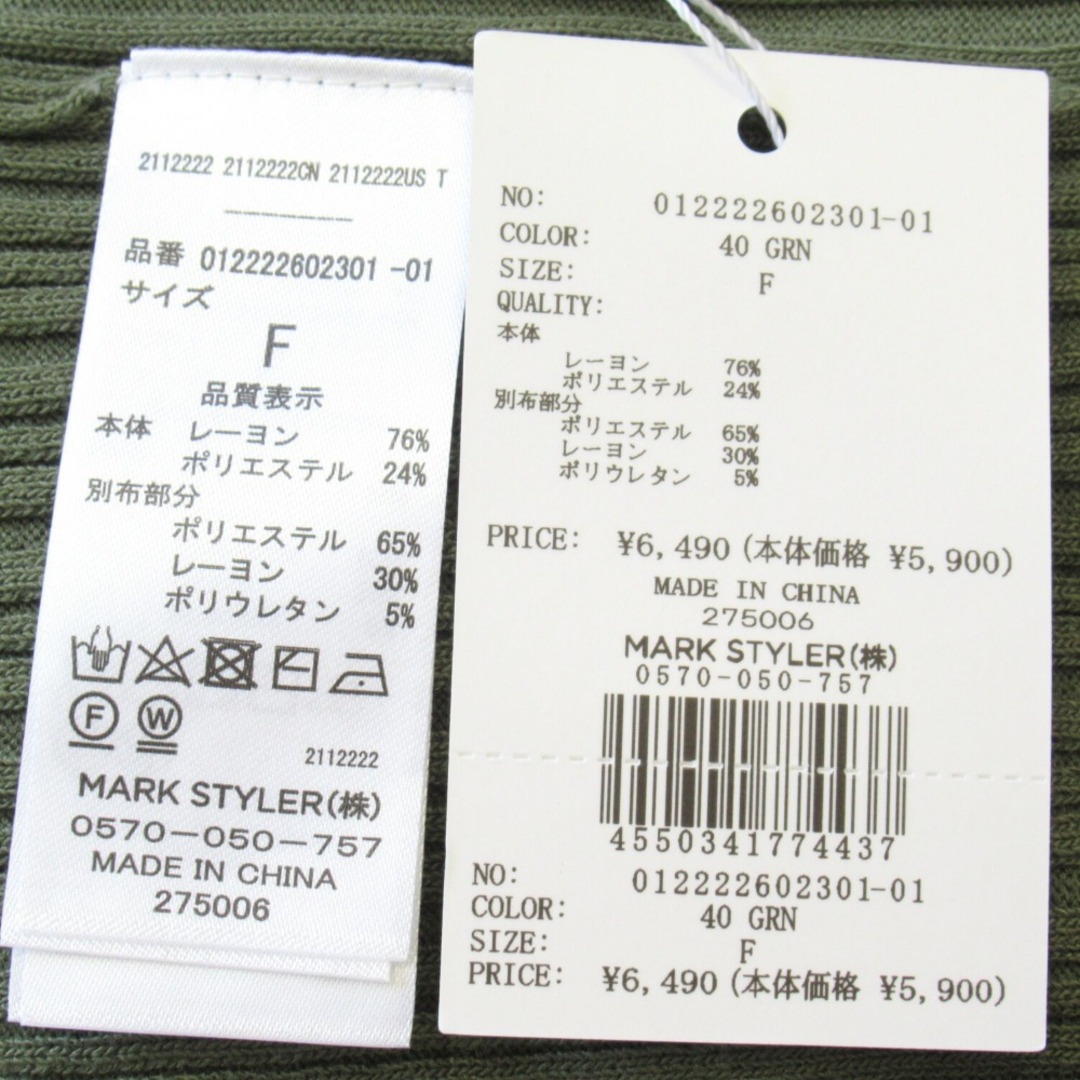 2112222 2112222CN 2112222US T
品番 012222602301 -01
サイズ
F
品質表示
本体 レーヨン 76%
ポリエステル 24%
別布部分
ポリエステル 65%
レーヨン 30%
ポリウレタン 5%
F W
2112222
MARK STYLER(株)
0570-050-757
MADE IN CHINA
275006
NO: 012222602301-01
COLOR: 40 GRN
SIZE: F
QUALITY:
本体
レーヨン 76%
ポリエステル 24%
別布部分
ポリエステル 65%
レーヨン 30%
ポリウレタン 5%
PRICE: ¥6,490(本体価格 ¥5,900)
MADE IN CHINA
275006
MARK STYLER(株)
0570-050-757
4550341774437
NO: 012222602301-01
COLOR: 40 GRN
SIZE: F
PRICE: ¥6,490(本体価格 ¥5,900)